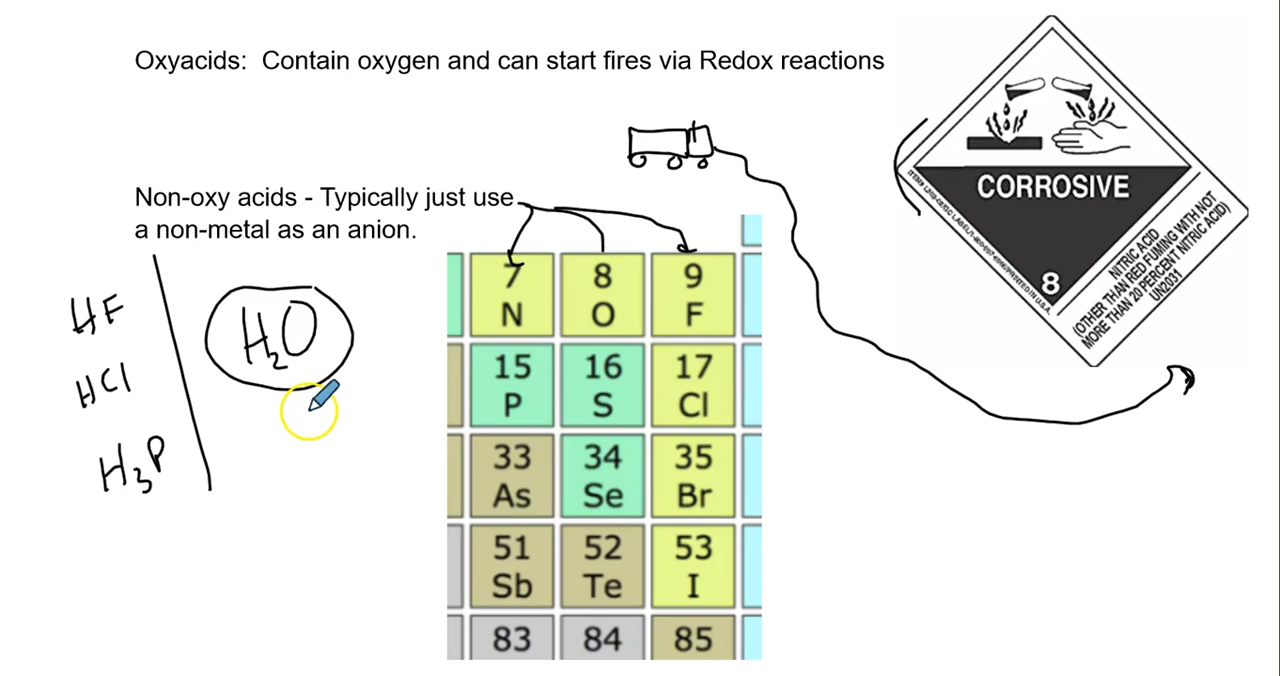 Oxyacids: Contain oxygen and can start fires via Redox reactions
Non-oxy acids - Typically just use
a non-metal as an anion.
HF
HCl
H₃P
H₂O
7 8 9
N O F
15 16 17
P S Cl
33 34 35
As Se Br
51 52 53
Sb Te I
83 84 85
CORROSIVE
8
NITRIC ACID
(OTHER THAN RED FUMING WITH NOT
MORE THAN 20 PERCENT NITRIC ACID)
UN2031
PRINTED IN U.S.A.